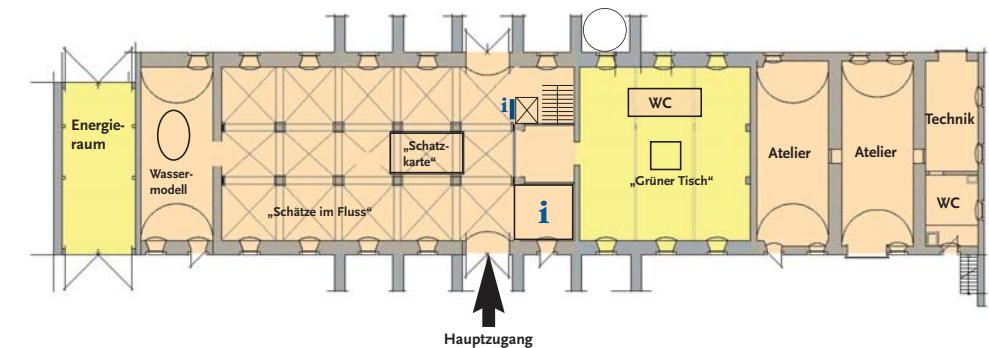 Energie-
raum
Wasser-
modell
„Schätze im Fluss“
„Schatz-
karte“
i
i
WC
„Grüner Tisch“
Atelier
Atelier
Technik
WC
Hauptzugang